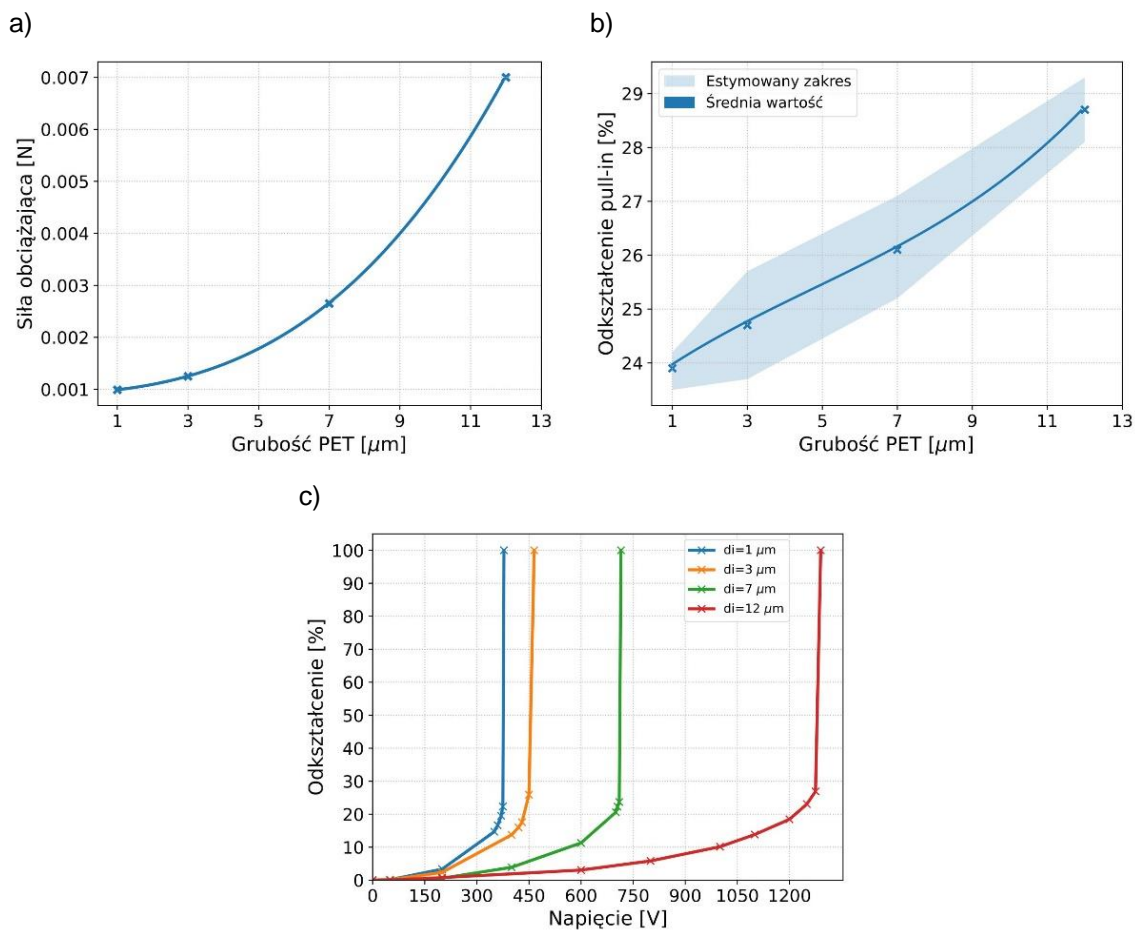 a)
b)
0.007
0.006
0.005
0.004
0.003
0.002
0.001
Siła obciążająca [N]
1 3 5 7 9 11 13
Grubość PET [μm]
Estymowany zakres
Średnia wartość
29
28
27
26
25
24
Odkształcenie pull-in [%]
1 3 5 7 9 11 13
Grubość PET [μm]
c)
100
90
80
70
60
50
40
30
20
10
0
Odkształcenie [%]
di=1 μm
di=3 μm
di=7 μm
di=12 μm
0 150 300 450 600 750 900 1050 1200
Napięcie [V]